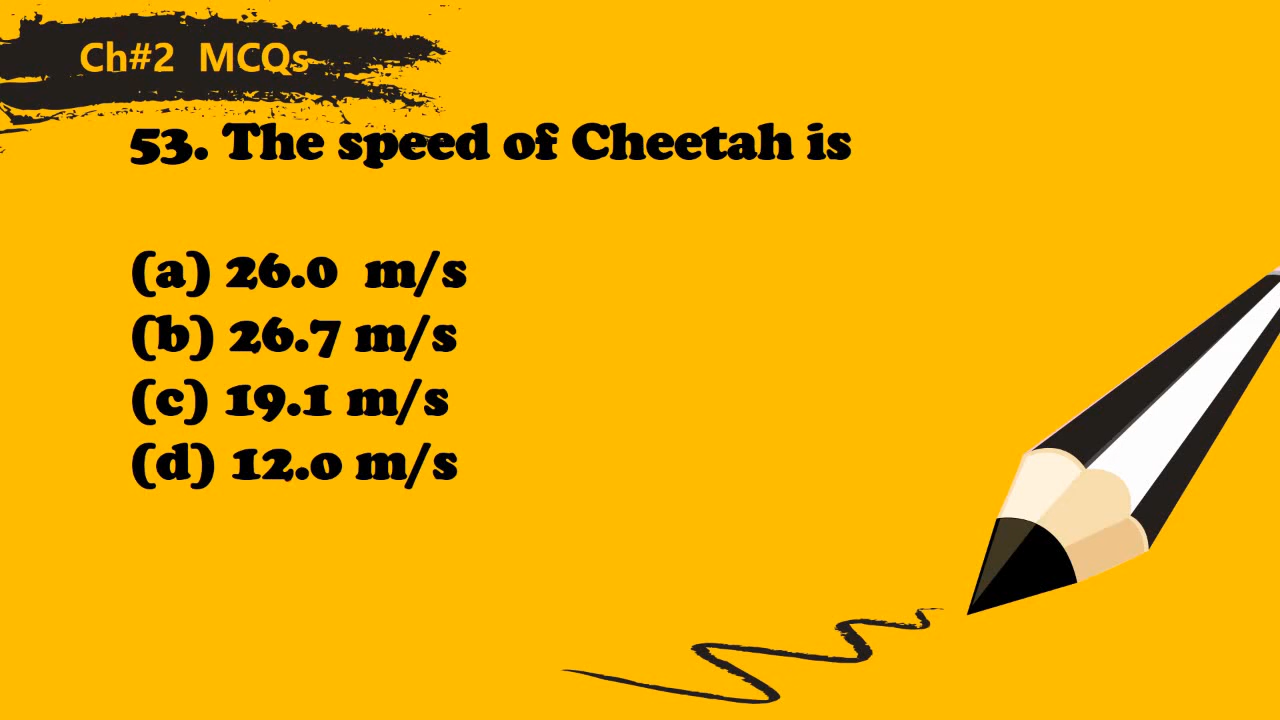 Ch#2 MCQs
53. The speed of Cheetah is
(a) 26.0 m/s
(b) 26.7 m/s
(c) 19.1 m/s
(d) 12.0 m/s